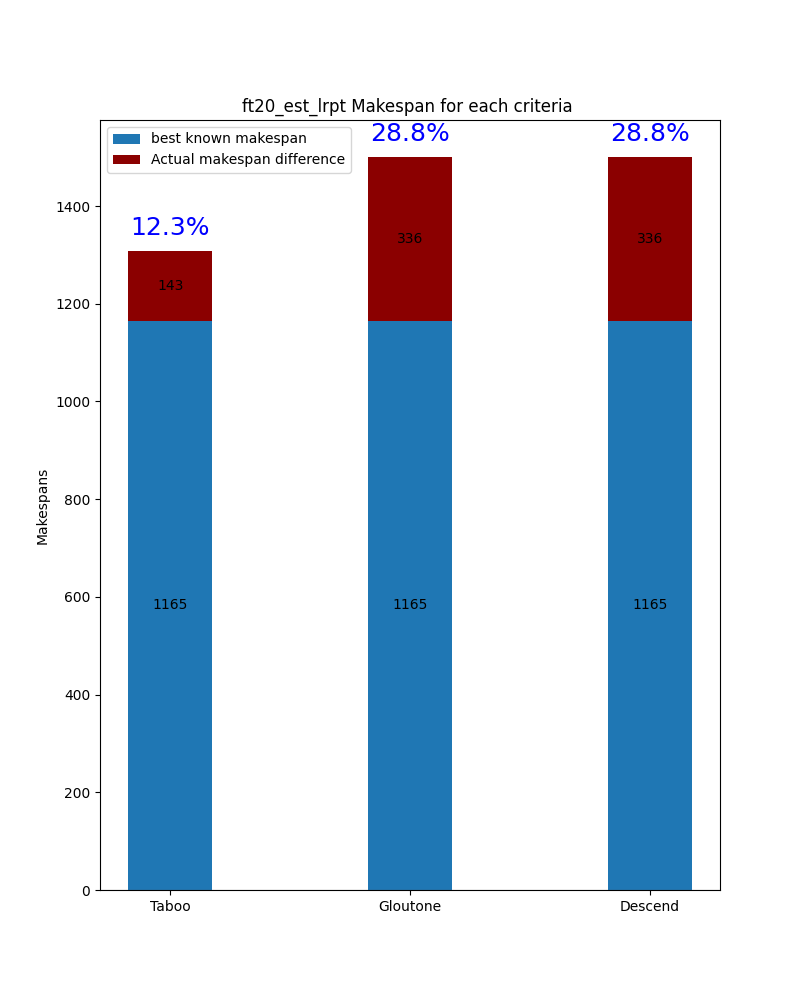 ft20_est_lrpt Makespan for each criteria
best known makespan
Actual makespan difference
12.3%
28.8%
28.8%
143
336
336
1165
1165
1165
Makespans
1400
1200
1000
800
600
400
200
0
Taboo
Gloutone
Descend